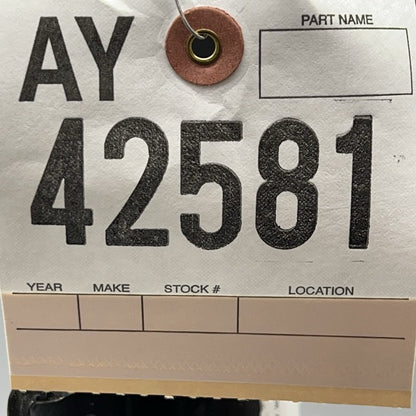 AY
PART NAME
42581
YEAR MAKE STOCK # LOCATION